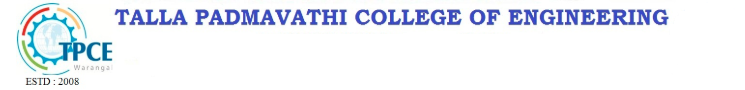 TALLA PADMAVATHI COLLEGE OF ENGINEERING
TPCE
Warangal
ESTD : 2008